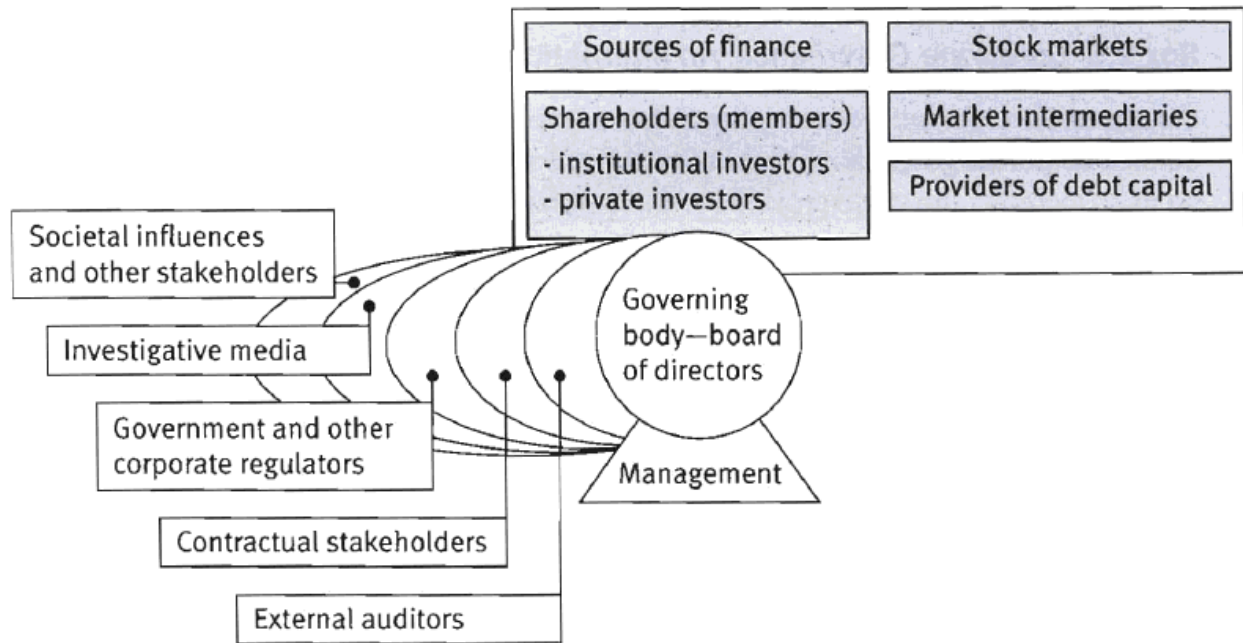 Sources of finance
Stock markets
Shareholders (members)
- institutional investors
- private investors
Market intermediaries
Providers of debt capital
Societal influences
and other stakeholders
Investigative media
Government and other
corporate regulators
Contractual stakeholders
External auditors
Governing
body—board
of directors
Management